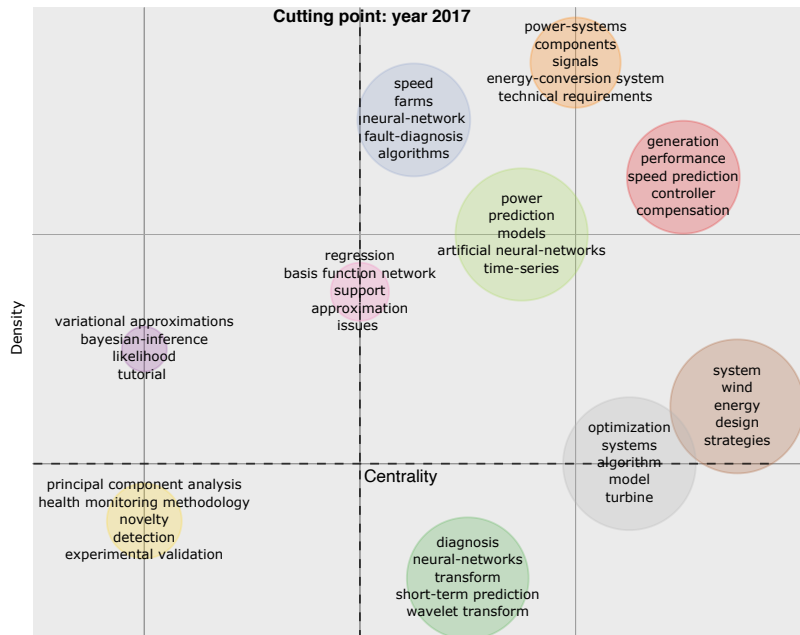 Cutting point: year 2017
power-systems
components
signals
energy-conversion system
technical requirements
speed
farms
neural-network
fault-diagnosis
algorithms
generation
performance
speed prediction
controller
compensation
power
prediction
models
artificial neural-networks
time-series
regression
basis function network
support
approximation
issues
Density
variational approximations
bayesian-inference
likelihood
tutorial
system
wind
energy
design
strategies
optimization
systems
algorithm
model
turbine
Centrality
principal component analysis
health monitoring methodology
novelty
detection
experimental validation
diagnosis
neural-networks
transform
short-term prediction
wavelet transform